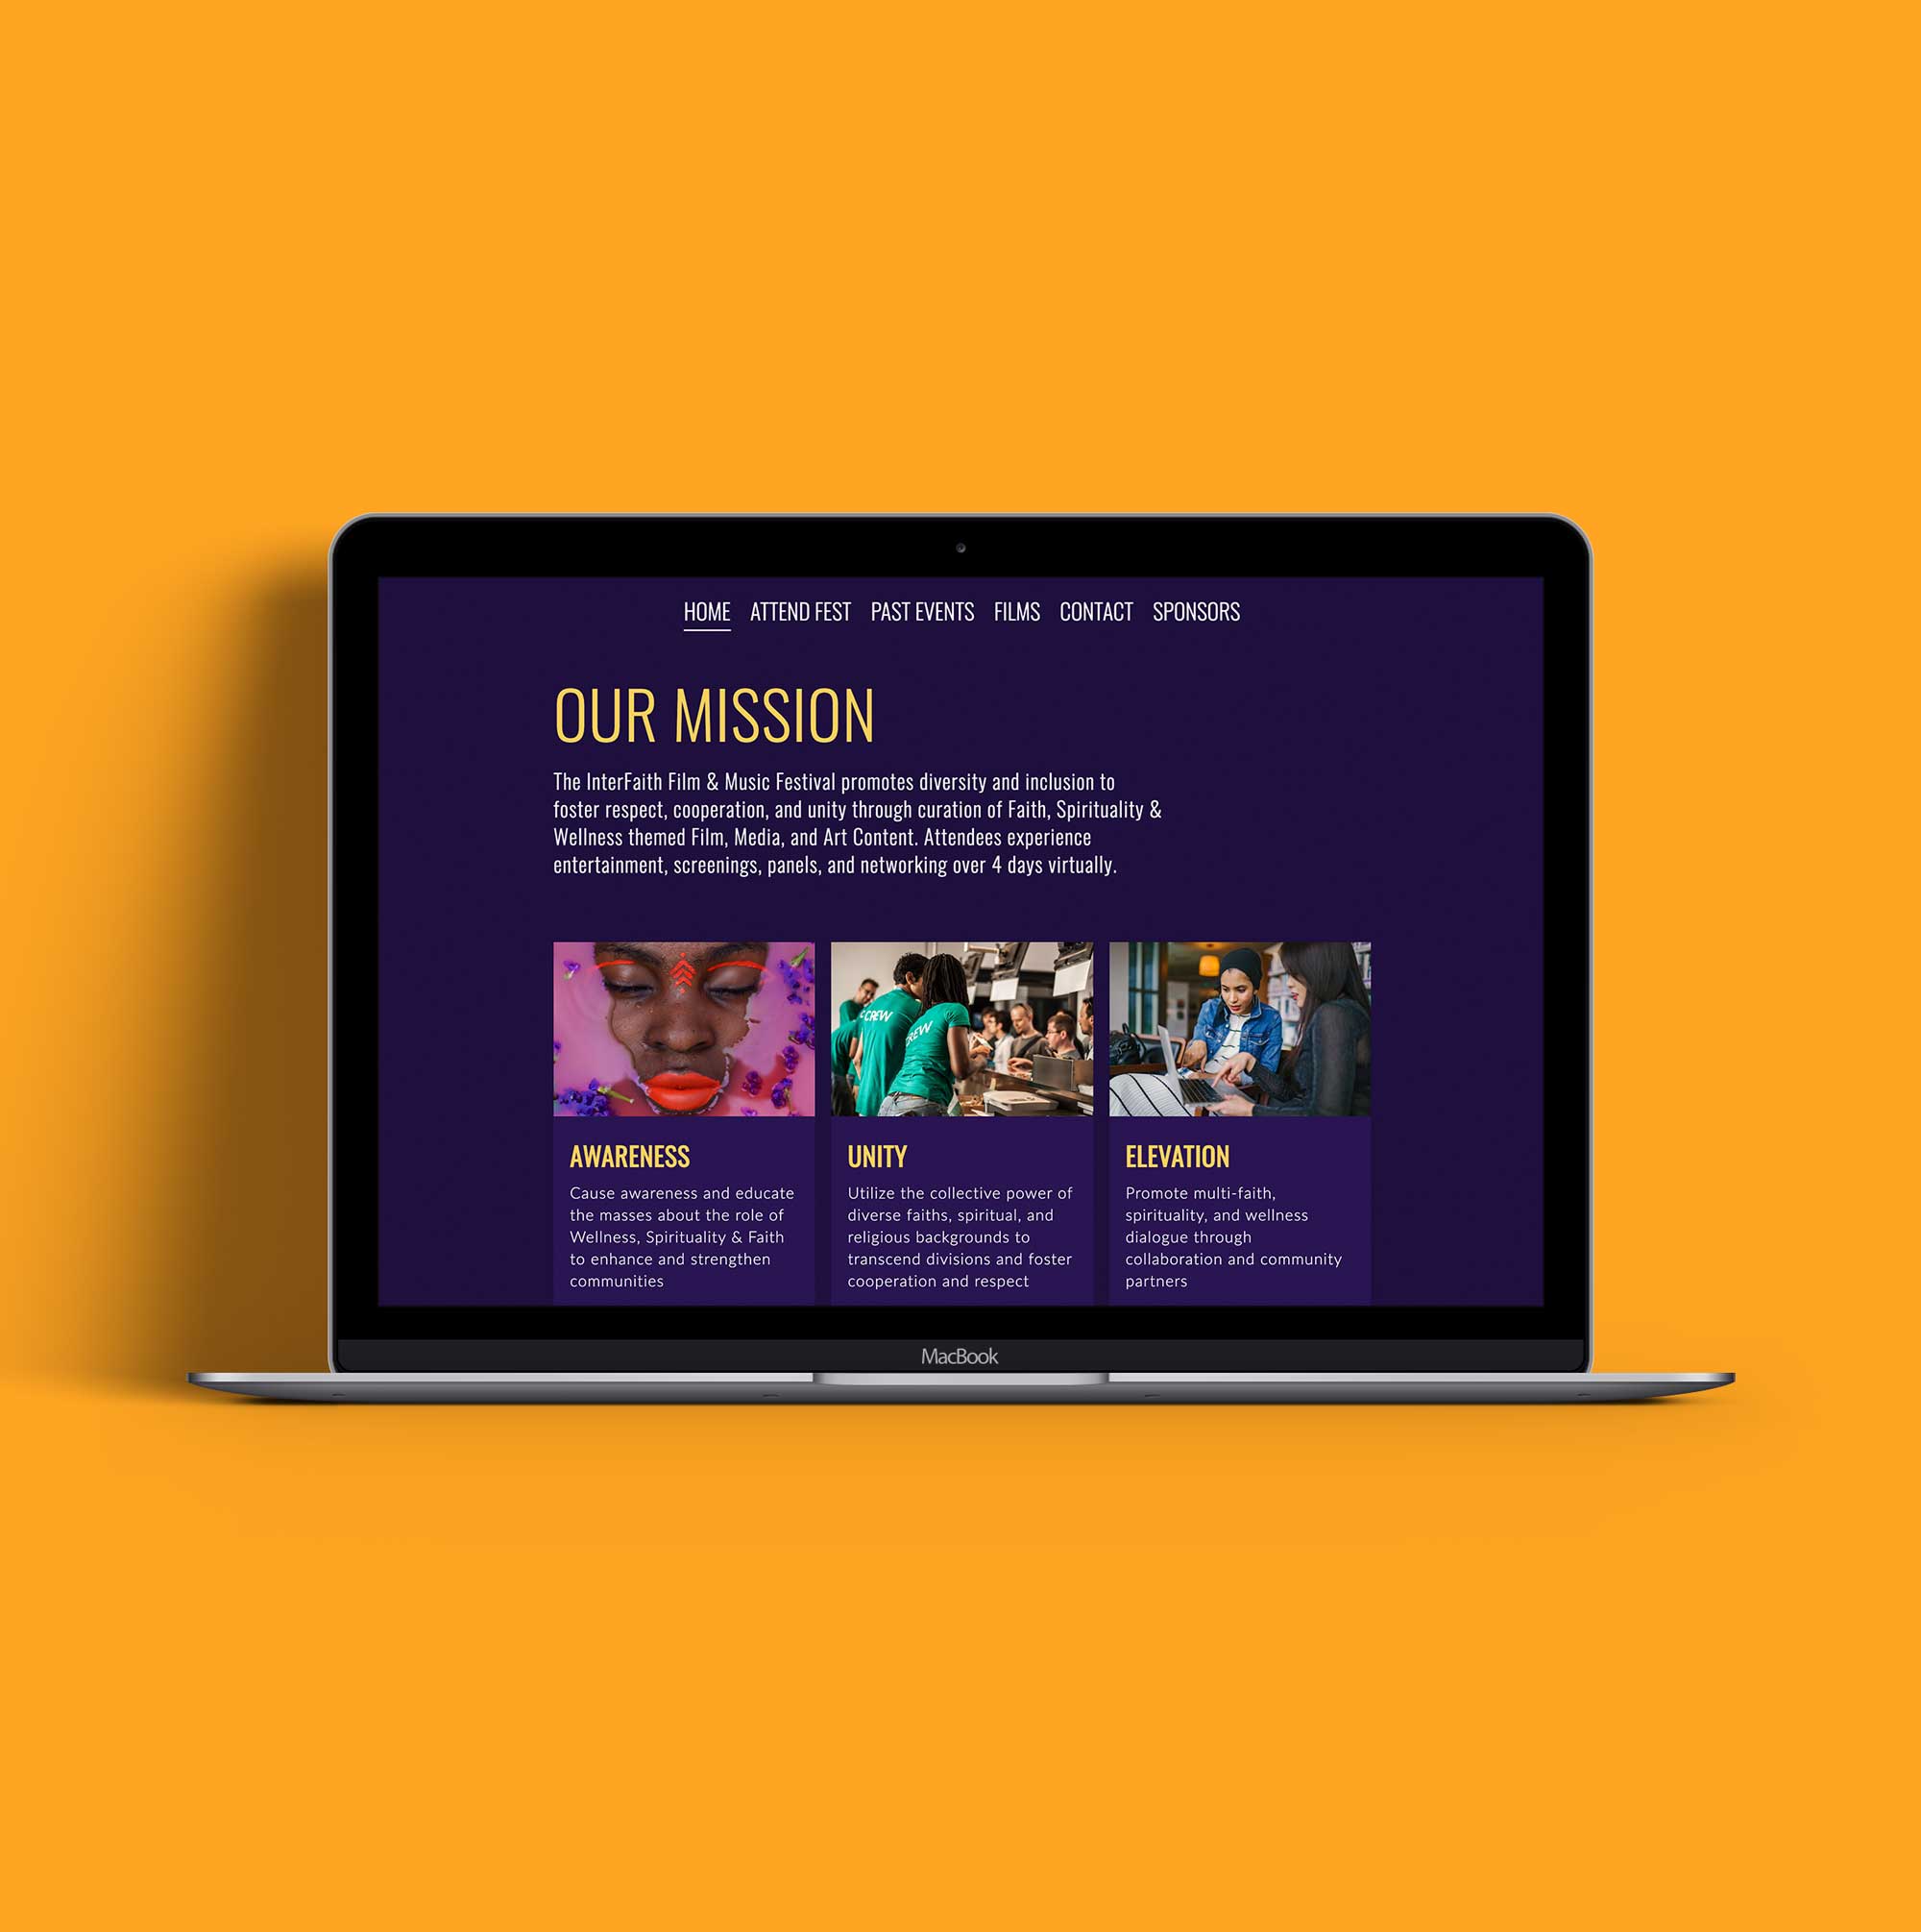 HOME ATTEND FEST PAST EVENTS FILMS CONTACT SPONSORS
OUR MISSION
The InterFaith Film & Music Festival promotes diversity and inclusion to
foster respect, cooperation, and unity through curation of Faith, Spirituality &
Wellness themed Film, Media, and Art Content. Attendees experience
entertainment, screenings, panels, and networking over 4 days virtually.
CREW
CREW
AWARENESS
Cause awareness and educate
the masses about the role of
Wellness, Spirituality & Faith
to enhance and strengthen
communities
UNITY
Utilize the collective power of
diverse faiths, spiritual, and
religious backgrounds to
transcend divisions and foster
cooperation and respect
ELEVATION
Promote multi-faith,
spirituality, and wellness
dialogue through
collaboration and community
partners
MacBook